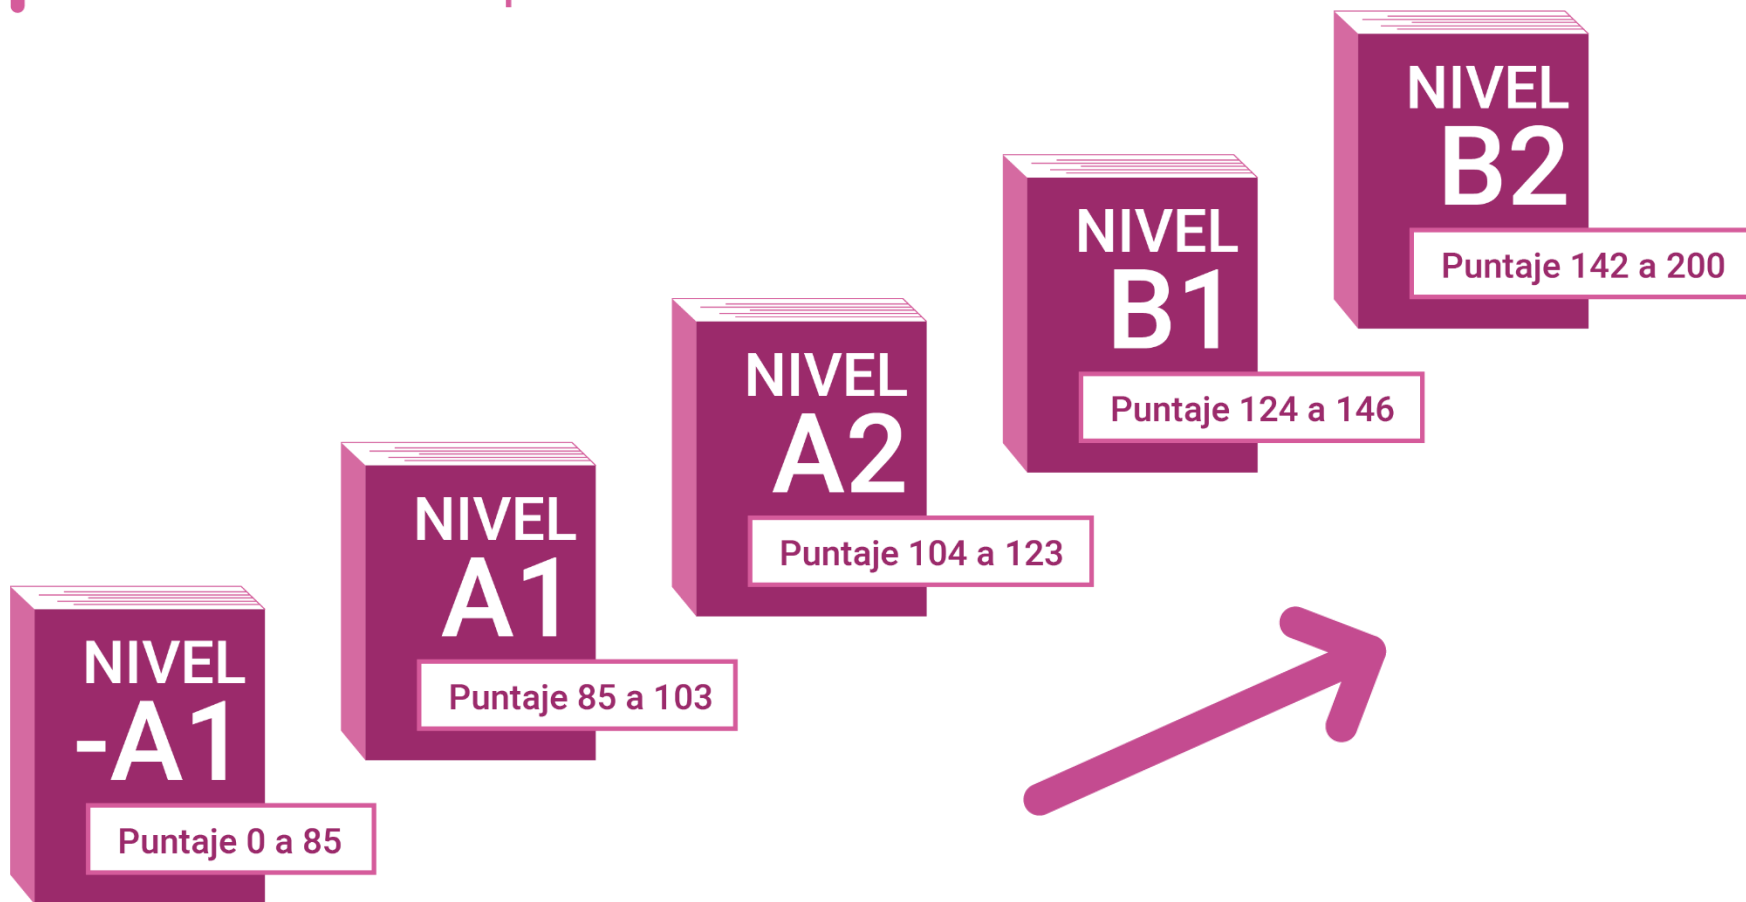 NIVEL
-A1
Puntaje 0 a 85
NIVEL
A1
Puntaje 85 a 103
NIVEL
A2
Puntaje 104 a 123
NIVEL
B1
Puntaje 124 a 146
NIVEL
B2
Puntaje 142 a 200